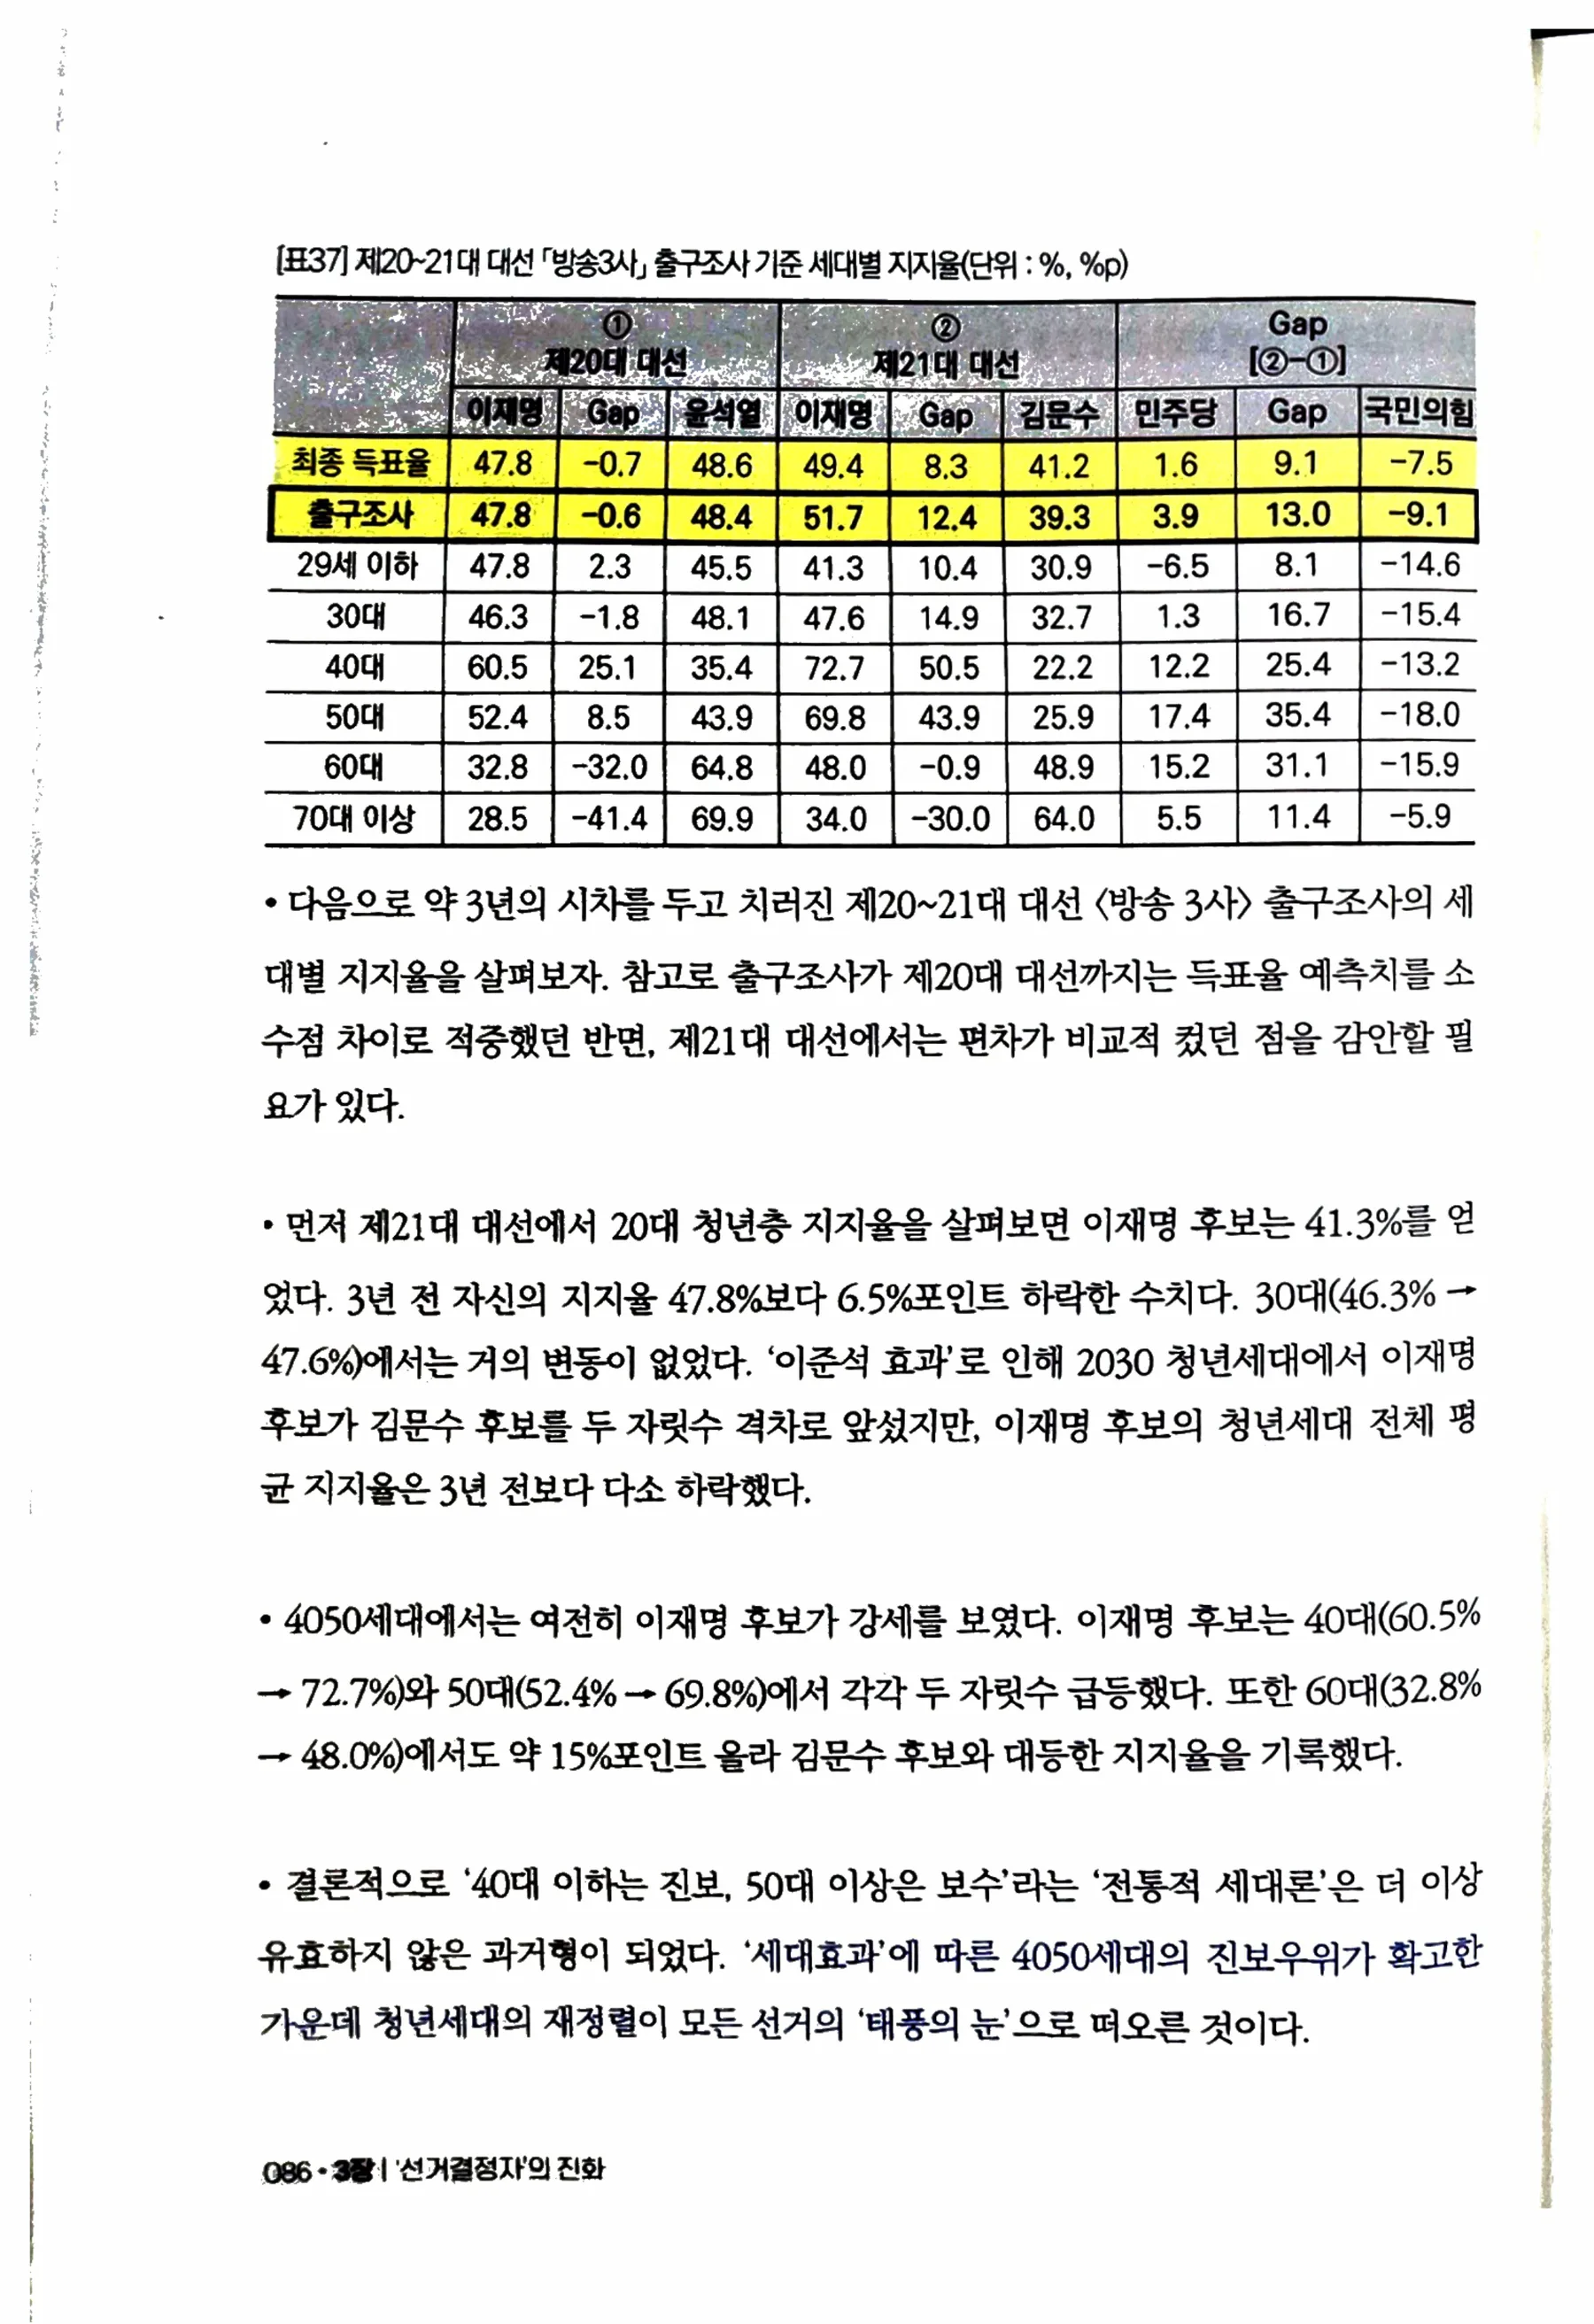 [표37] 제20~21대 대선 「방송3사」 출구조사 기준 세대별 지지율(단위 : %, %p)
① 제20대 대선 ② 제21대 대선 Gap [②-①]
이재명 Gap 윤석열 이재명 Gap 김문수 민주당 Gap 국민의힘
최종 득표율 47.8 -0.7 48.6 49.4 8.3 41.2 1.6 9.1 -7.5
출구조사 47.8 -0.6 48.4 51.7 12.4 39.3 3.9 13.0 -9.1
29세 이하 47.8 2.3 45.5 41.3 10.4 30.9 -6.5 8.1 -14.6
30대 46.3 -1.8 48.1 47.6 14.9 32.7 1.3 16.7 -15.4
40대 60.5 25.1 35.4 72.7 50.5 22.2 12.2 25.4 -13.2
50대 52.4 8.5 43.9 69.8 43.9 25.9 17.4 35.4 -18.0
60대 32.8 -32.0 64.8 48.0 -0.9 48.9 15.2 31.1 -15.9
70대 이상 28.5 -41.4 69.9 34.0 -30.0 64.0 5.5 11.4 -5.9
• 다음으로 약 3년의 시차를 두고 치러진 제20~21대 대선 〈방송 3사〉 출구조사의 세
대별 지지율을 살펴보자. 참고로 출구조사가 제20대 대선까지는 득표율 예측치를 소
수점 차이로 적중했던 반면, 제21대 대선에서는 편차가 비교적 컸던 점을 감안할 필
요가 있다.
• 먼저 제21대 대선에서 20대 청년층 지지율을 살펴보면 이재명 후보는 41.3%를 얻
었다. 3년 전 자신의 지지율 47.8%보다 6.5%포인트 하락한 수치다. 30대(46.3% →
47.6%)에서는 거의 변동이 없었다. ‘이준석 효과’로 인해 2030 청년세대에서 이재명
후보가 김문수 후보를 두 자릿수 격차로 앞섰지만, 이재명 후보의 청년세대 전체 평
균 지지율은 3년 전보다 다소 하락했다.
• 4050세대에서는 여전히 이재명 후보가 강세를 보였다. 이재명 후보는 40대(60.5%
→ 72.7%)와 50대(52.4% → 69.8%)에서 각각 두 자릿수 급등했다. 또한 60대(32.8%
→ 48.0%)에서도 약 15%포인트 올라 김문수 후보와 대등한 지지율을 기록했다.
• 결론적으로 ‘40대 이하는 진보, 50대 이상은 보수’라는 ‘전통적 세대론’은 더 이상
유효하지 않은 과거형이 되었다. ‘세대효과’에 따른 4050세대의 진보우위가 확고한
가운데 청년세대의 재정렬이 모든 선거의 ‘태풍의 눈’으로 떠오른 것이다.
086 • 3장 | ‘선거결정자’의 진화